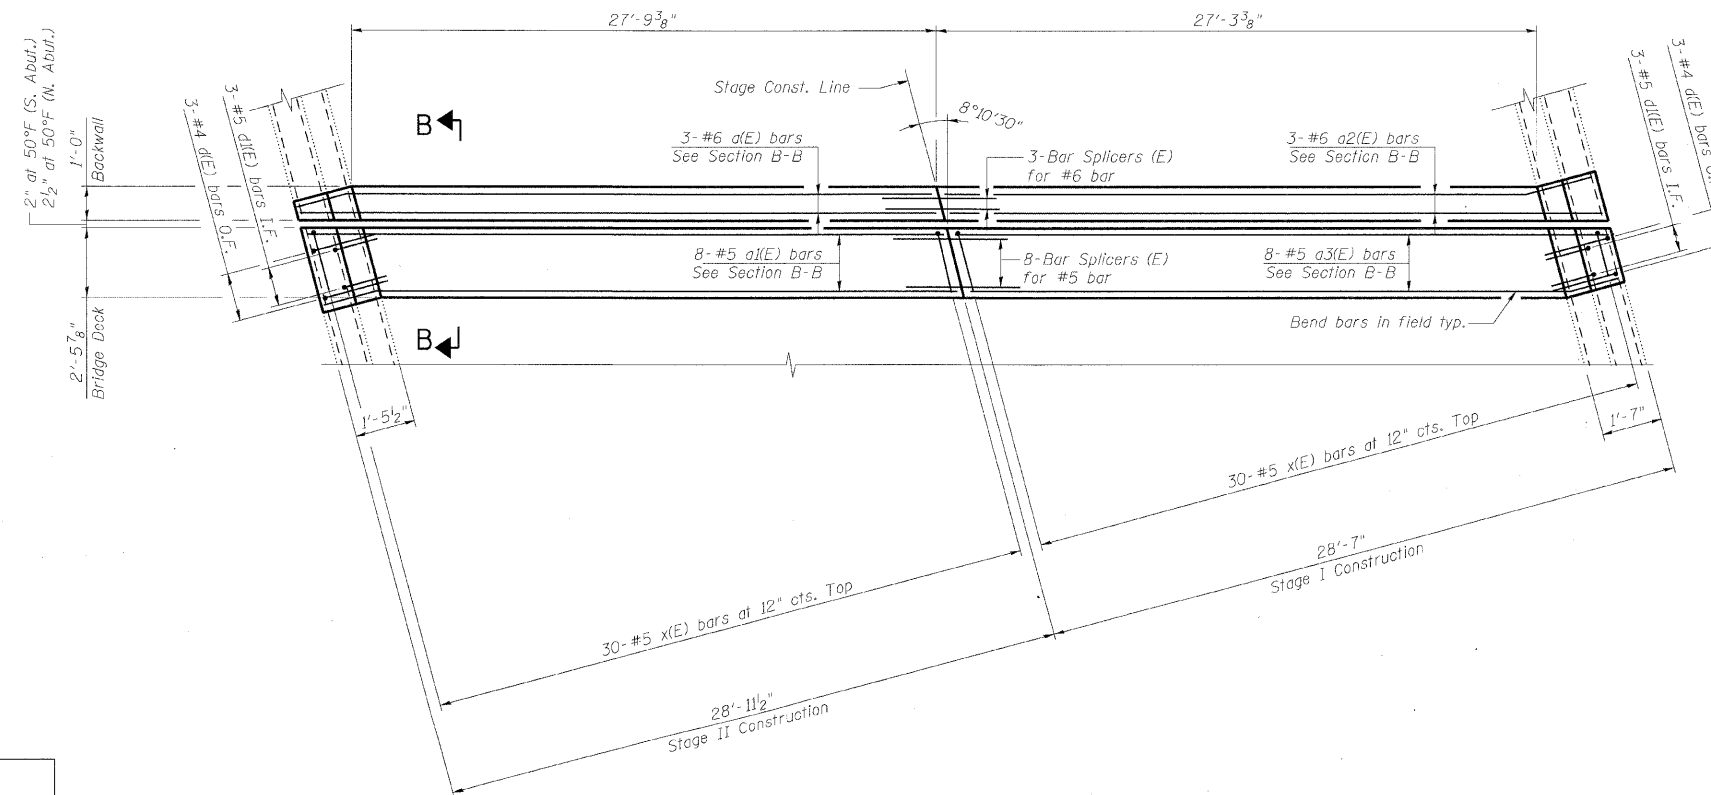 27'-9 3/8"
27'-3 3/8"
2" at 50°F (S. Abut.)
2 1/2" at 50°F (N. Abut.)
1'-0"
Backwall
3-#4 d(E) bars O.F.
3-#5 d1(E) bars I.F.
B
Stage Const. Line
8°10'30"
3-#6 a(E) bars
See Section B-B
3-Bar Splicers (E)
for #6 bar
3-#6 a2(E) bars
See Section B-B
3-#5 d1(E) bars I.F.
3-#4 d(E) bars O.F.
8-#5 a1(E) bars
See Section B-B
8-Bar Splicers (E)
for #5 bar
8-#5 a3(E) bars
See Section B-B
Bend bars in field typ.
2'-5 7/8"
Bridge Deck
B
1'-5 1/2"
1'-7"
30-#5 x(E) bars at 12" cts. Top
28'-7"
Stage I Construction
30-#5 x(E) bars at 12" cts. Top
28'-11 1/2"
Stage II Construction